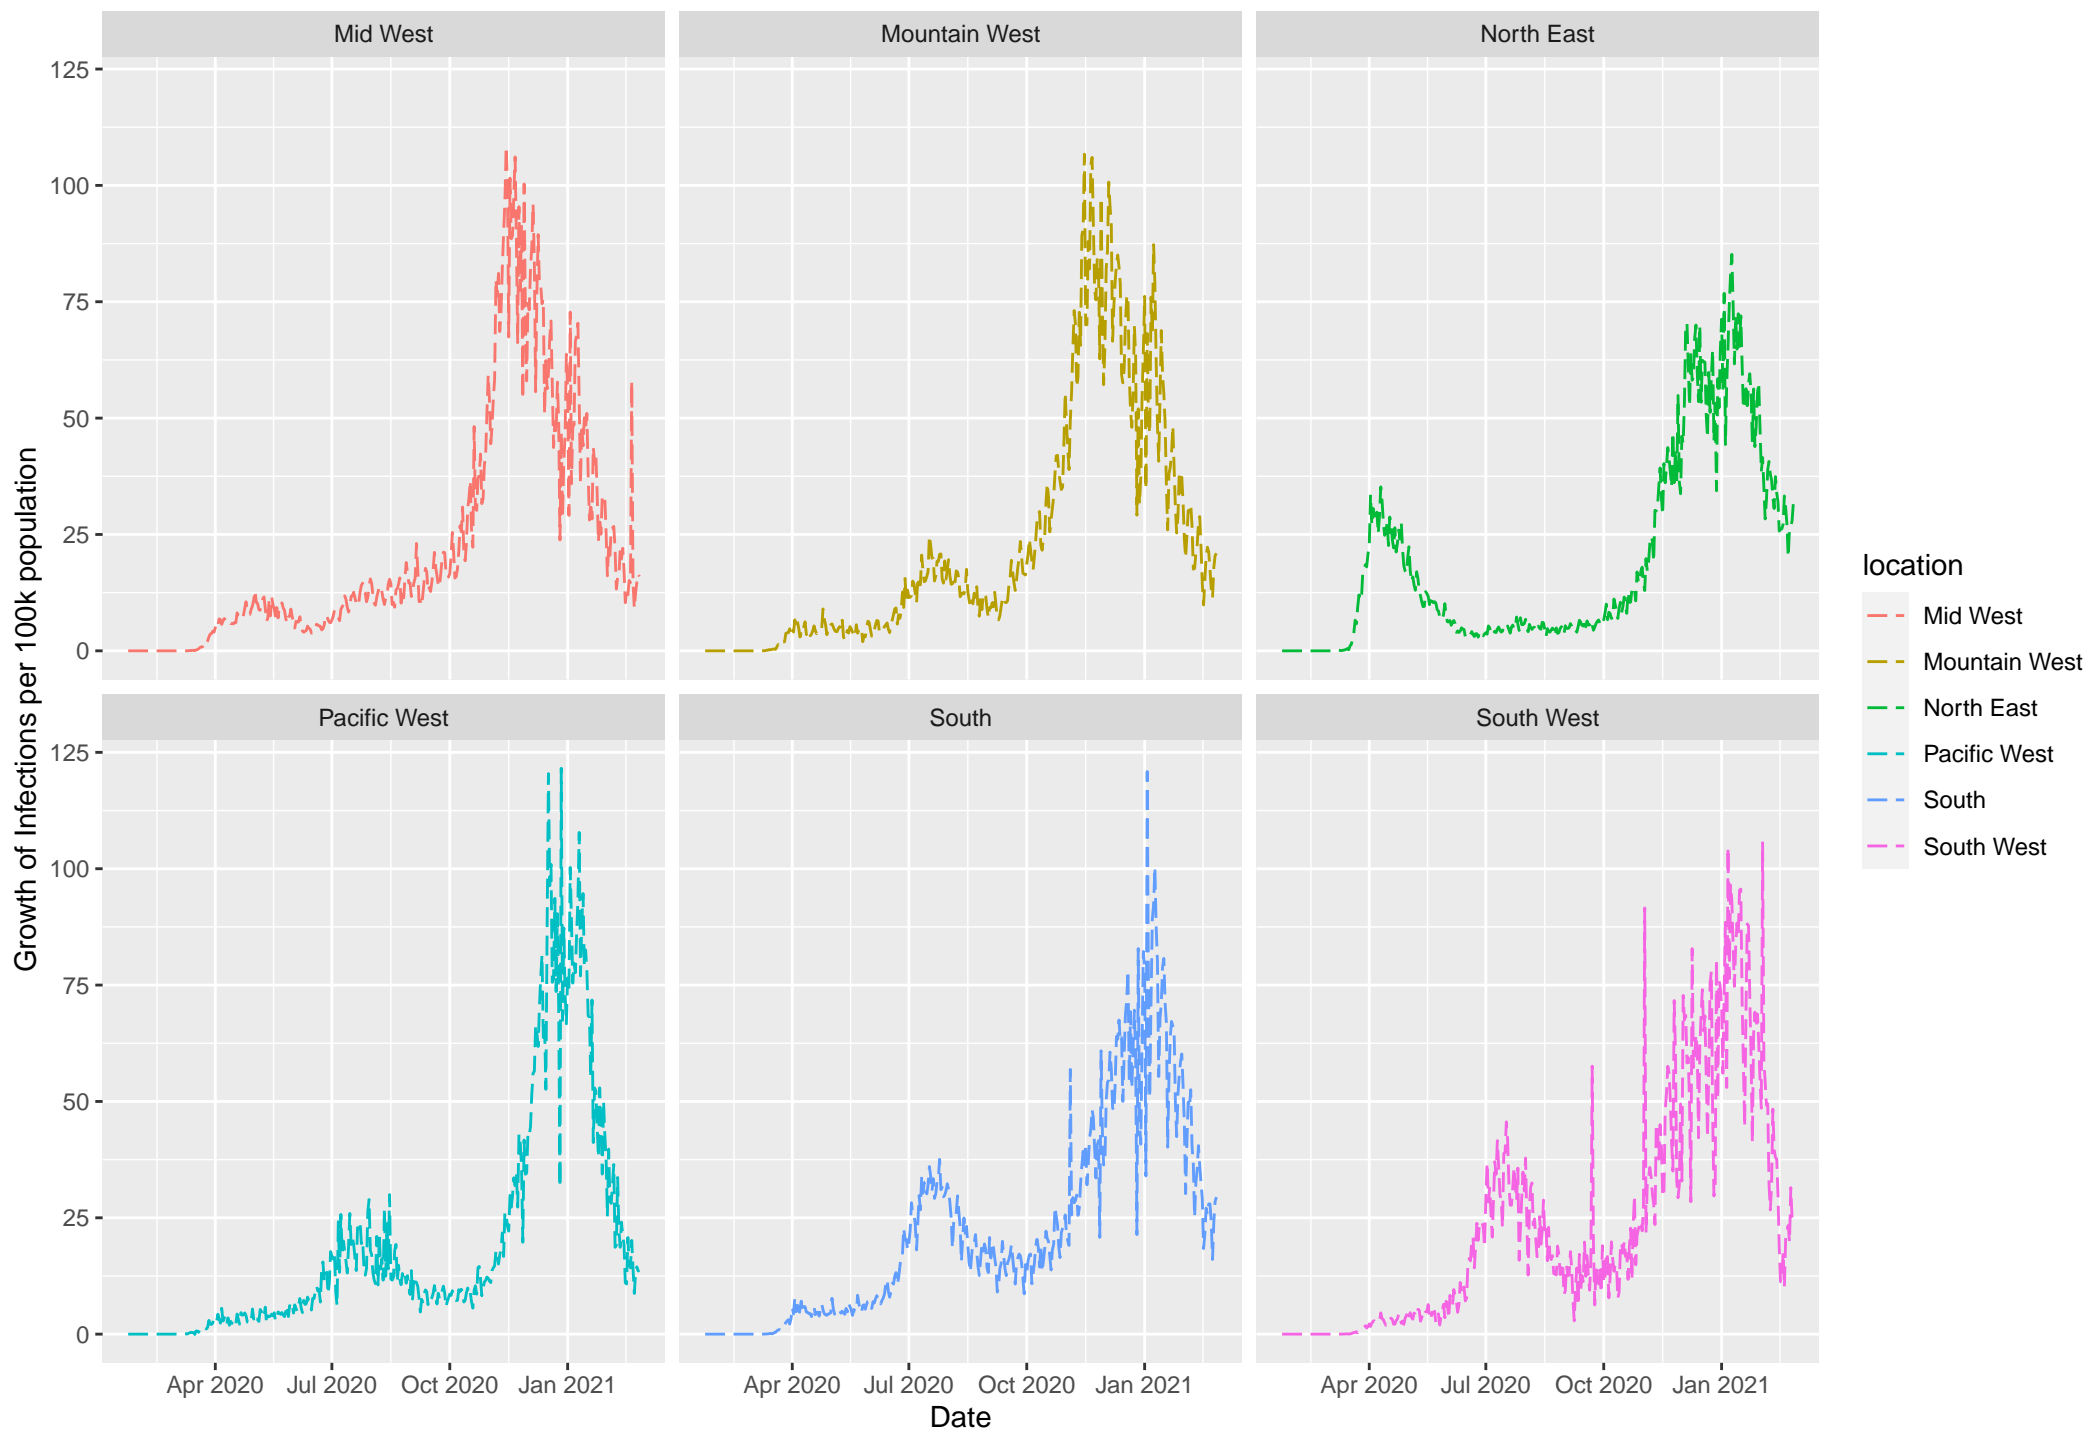 Mid West
Mountain West
North East
125
100
75
50
25
0
Growth of Infections per 100k population
Pacific West
South
South West
125
100
75
50
25
0
Apr 2020 Jul 2020 Oct 2020 Jan 2021
Apr 2020 Jul 2020 Oct 2020 Jan 2021
Apr 2020 Jul 2020 Oct 2020 Jan 2021
Date
location
Mid West
Mountain West
North East
Pacific West
South
South West